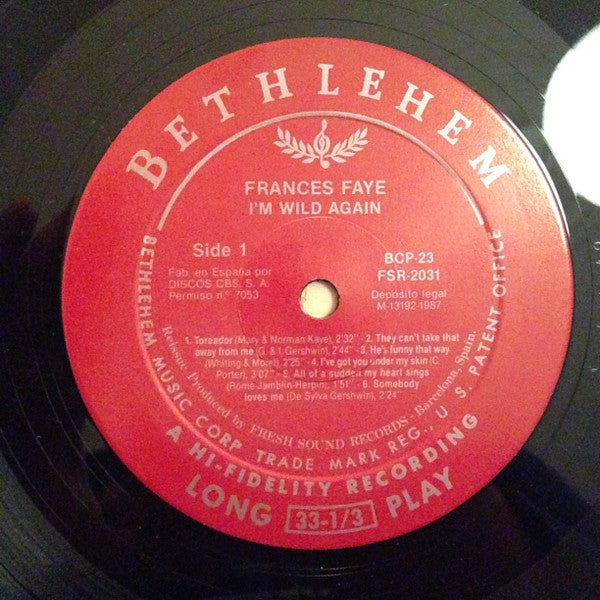 BETHLEHEM
FRANCES FAYE
I'M WILD AGAIN
Side 1
Fab. en España por
DISCOS CBS, S. A.
Permiso n.° 7053
BCP-23
FSR-2031
Depósito legal
M-13192-1987
1. Toreador (Mary & Norman Kaye), 2'32" - 2. They can't take that
away from me (G. & I. Gershwin), 2'44" - 3. He's funny that way
(Whiting & Moret), 2'25" - 4. I've got you under my skin (C.
Porter), 3'07" - 5. All of a sudden my heart sings
(Rome-Jamblin-Herpin), 1'51" - 6. Somebody
loves me (De Sylva Gershwin), 2'24"
Reissue Produced by FRESH SOUND RECORDS - Barcelona, Spain.
BETHLEHEM MUSIC CORP TRADE MARK REG., U. S. PATENT OFFICE
A HI-FIDELITY RECORDING
LONG 33-1/3 PLAY